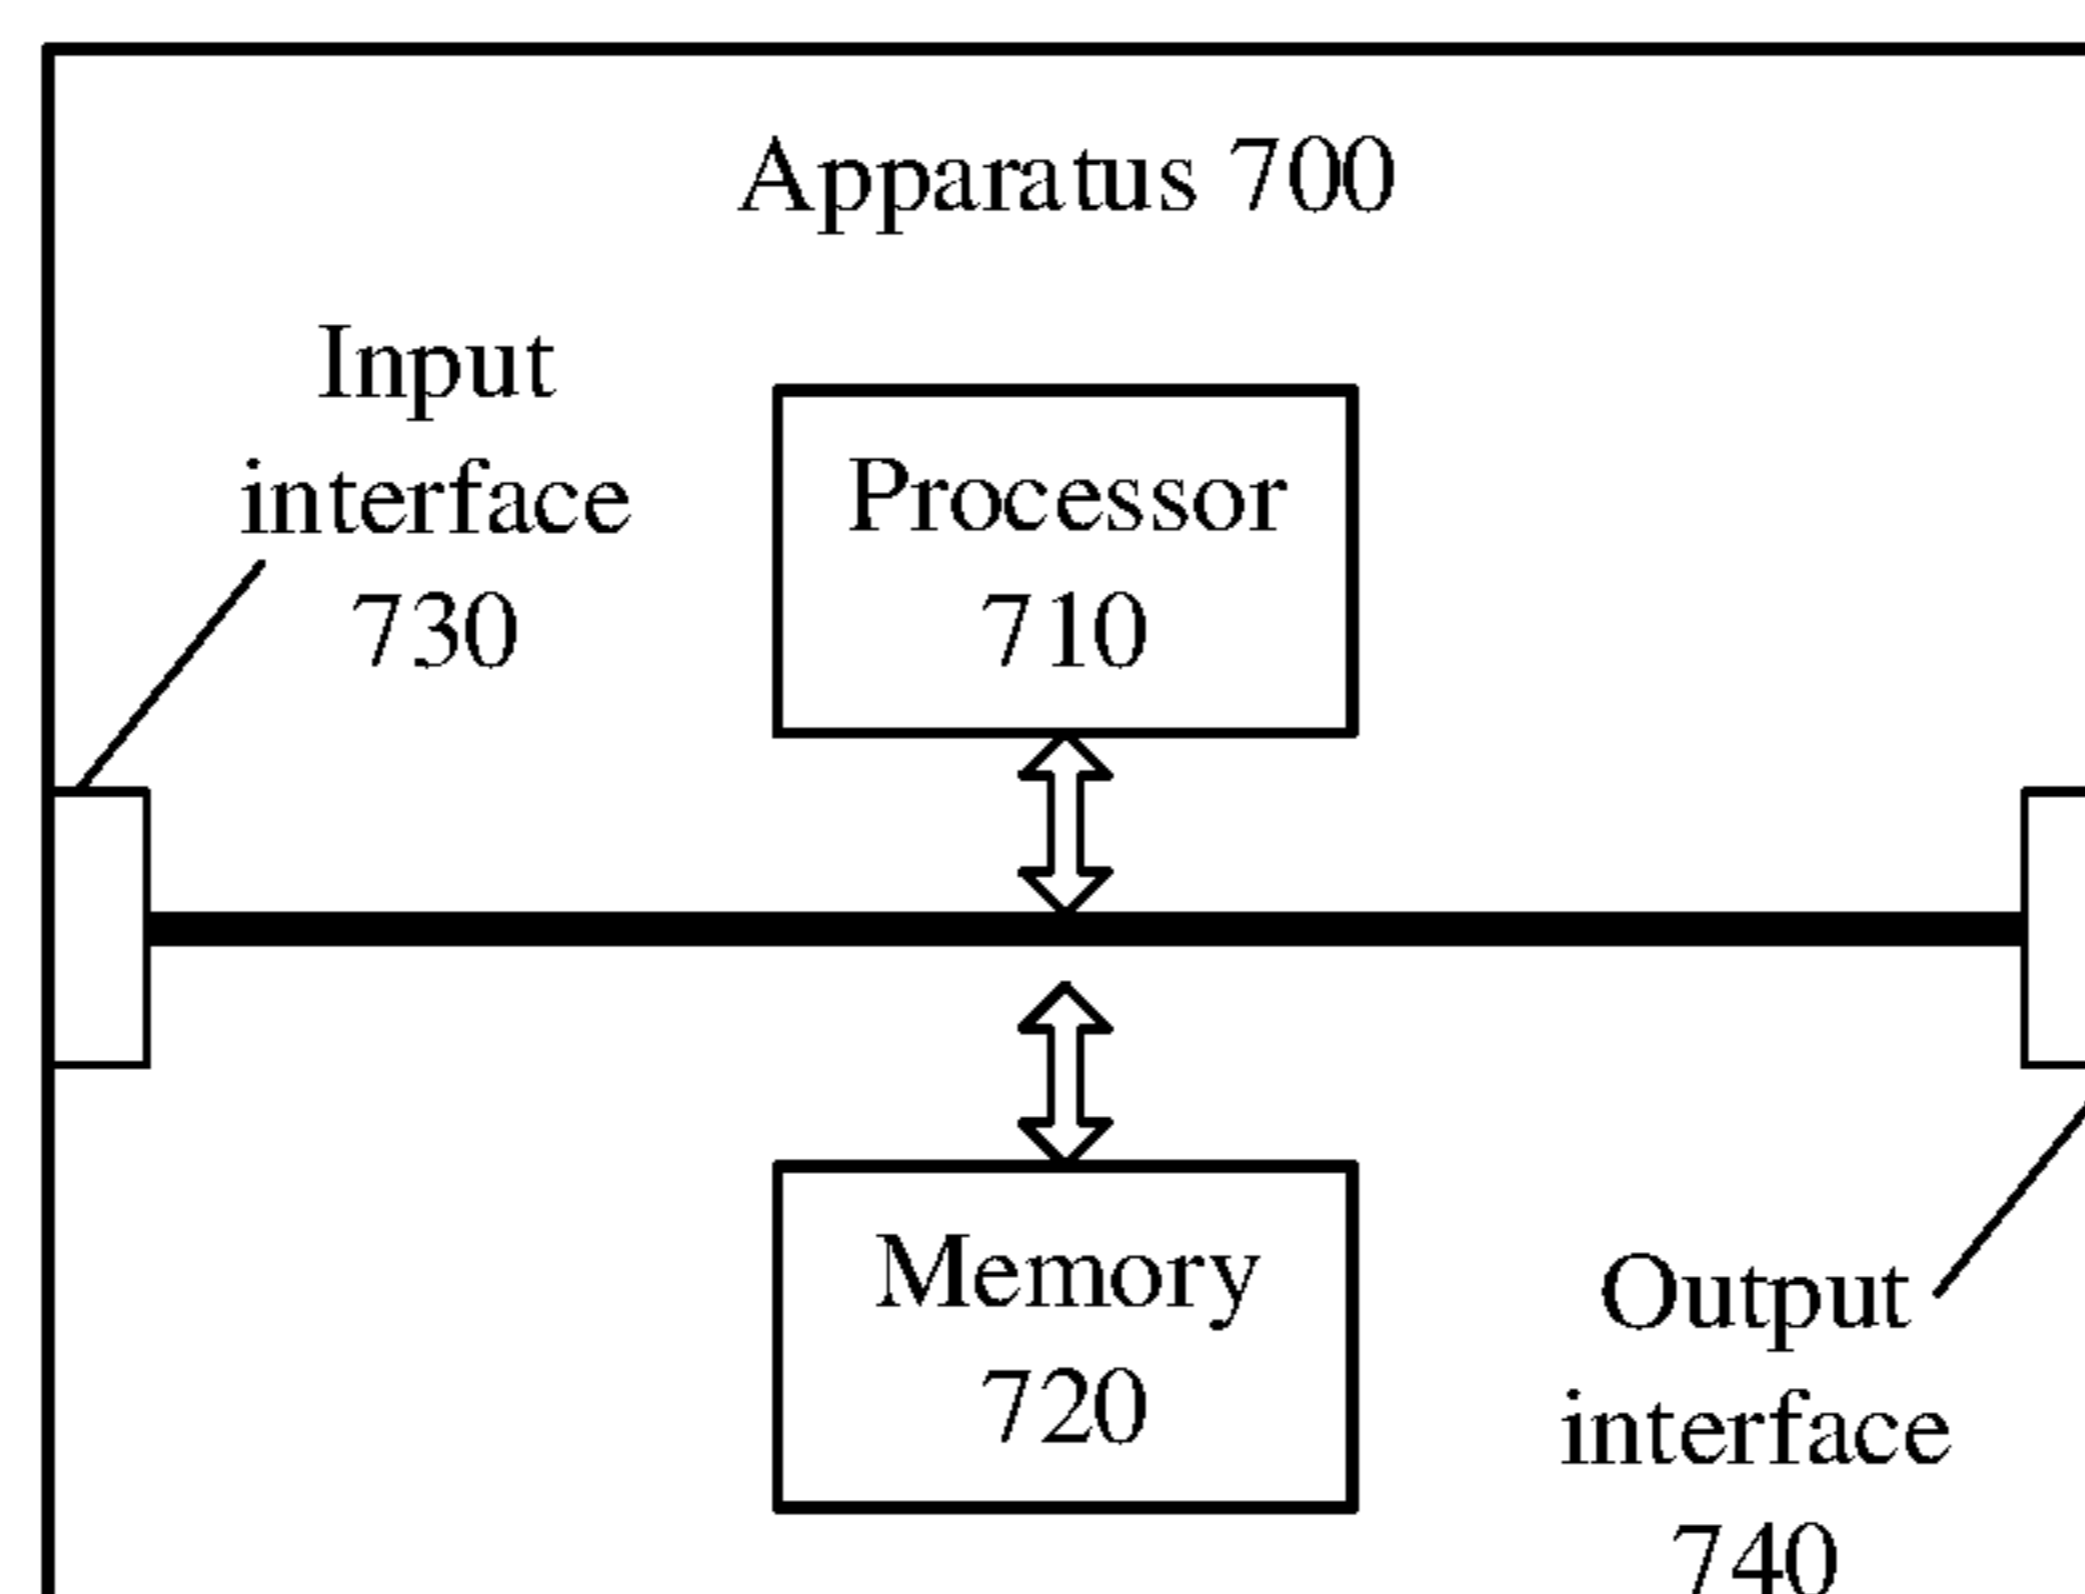 Apparatus 700
Input
interface
730
Processor
710
Memory
720
Output
interface
740